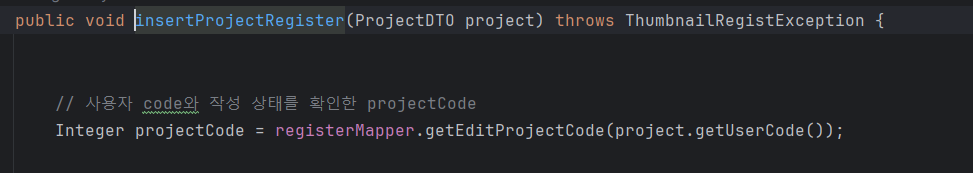 public void insertProjectRegister(ProjectDTO project) throws ThumbnailRegistException {
// 사용자 code와 작성 상태를 확인한 projectCode
Integer projectCode = registerMapper.getEditProjectCode(project.getUserCode());